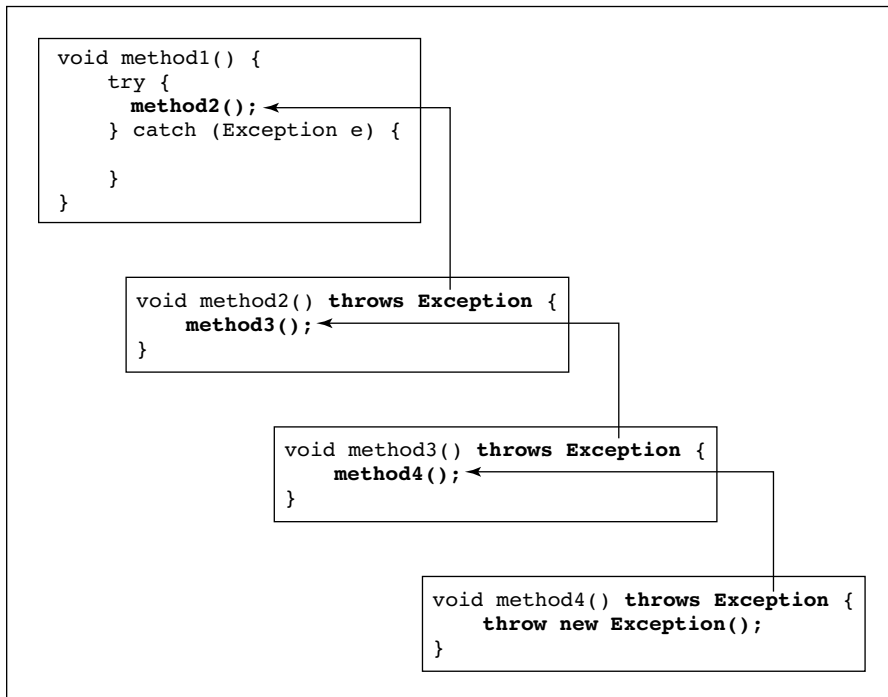 void method1() {
    try {
      method2();
    } catch (Exception e) {
    }
}
void method2() throws Exception {
    method3();
}
void method3() throws Exception {
    method4();
}
void method4() throws Exception {
    throw new Exception();
}